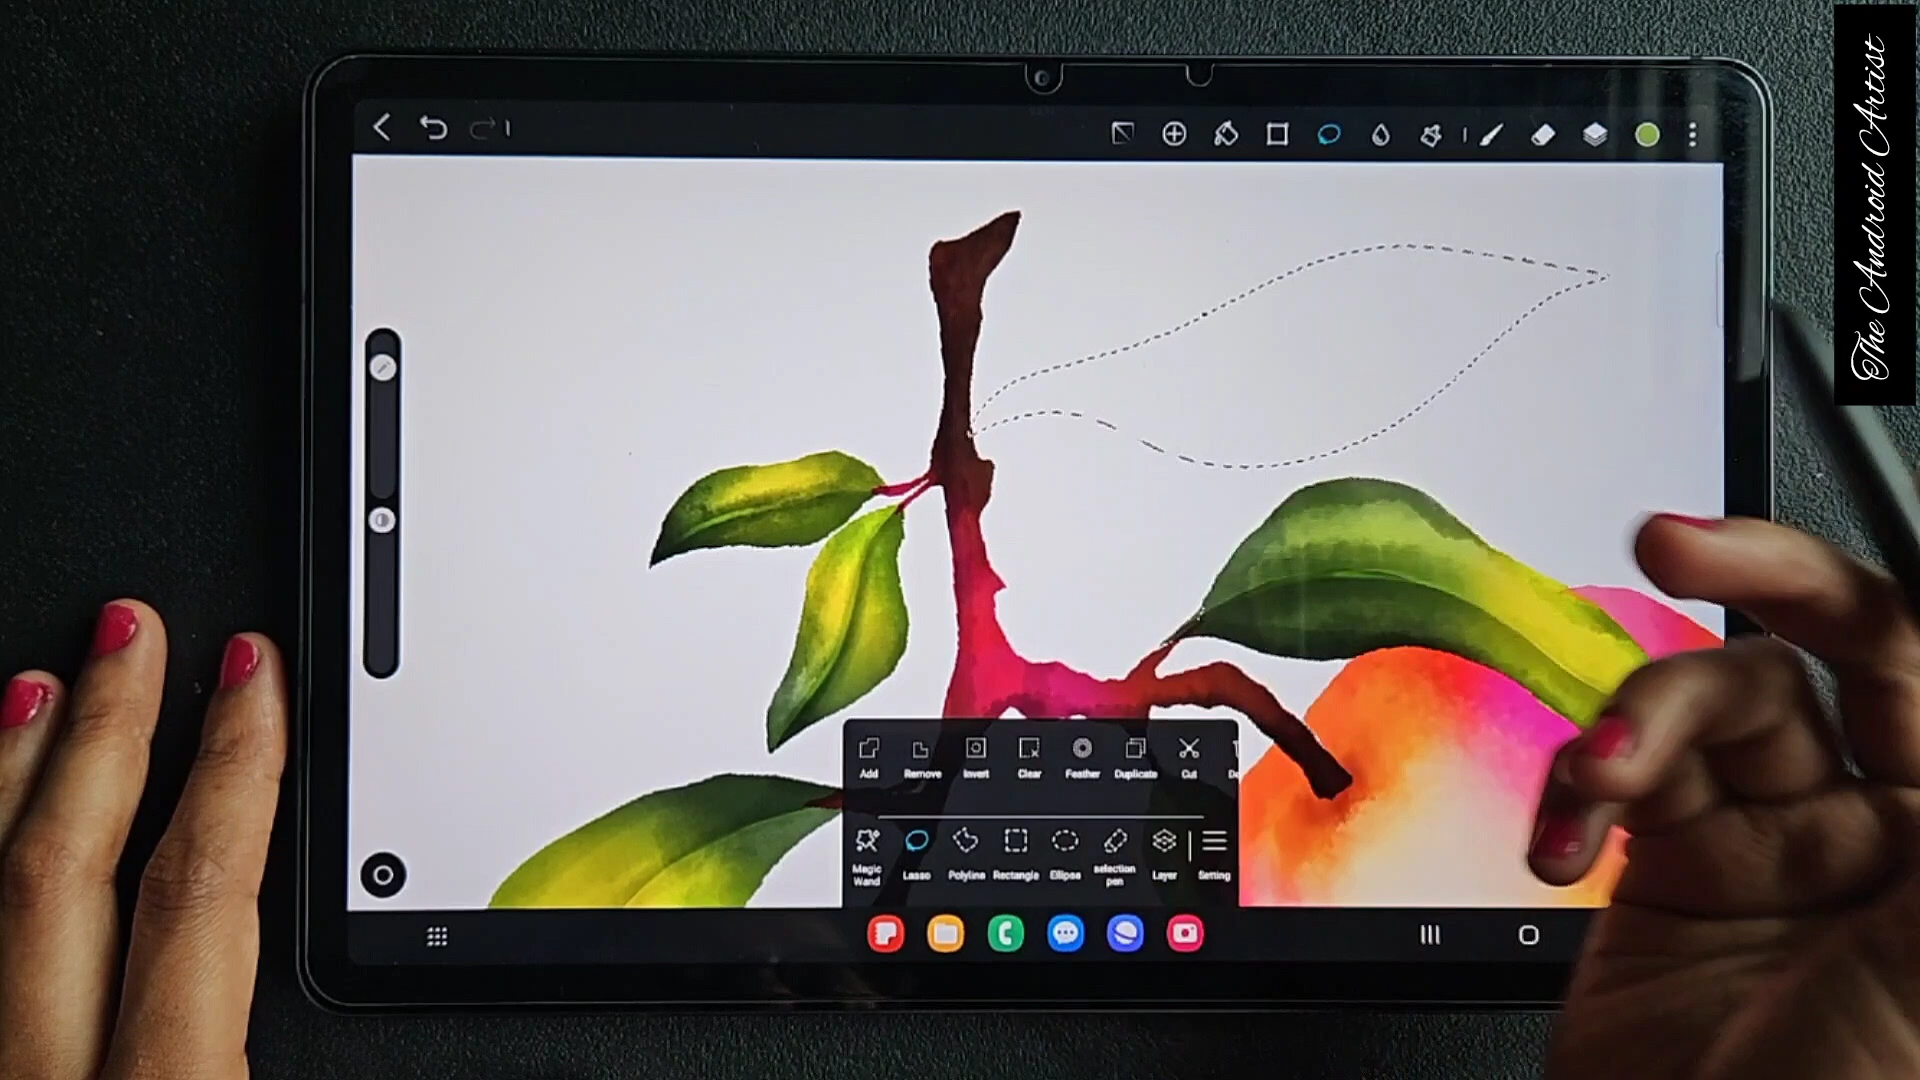 The Android Artist
Add Remove Invert Clear Feather Duplicate Cut
Magic Wand Lasso Polyline Rectangle Ellipse selection pen Layer Setting